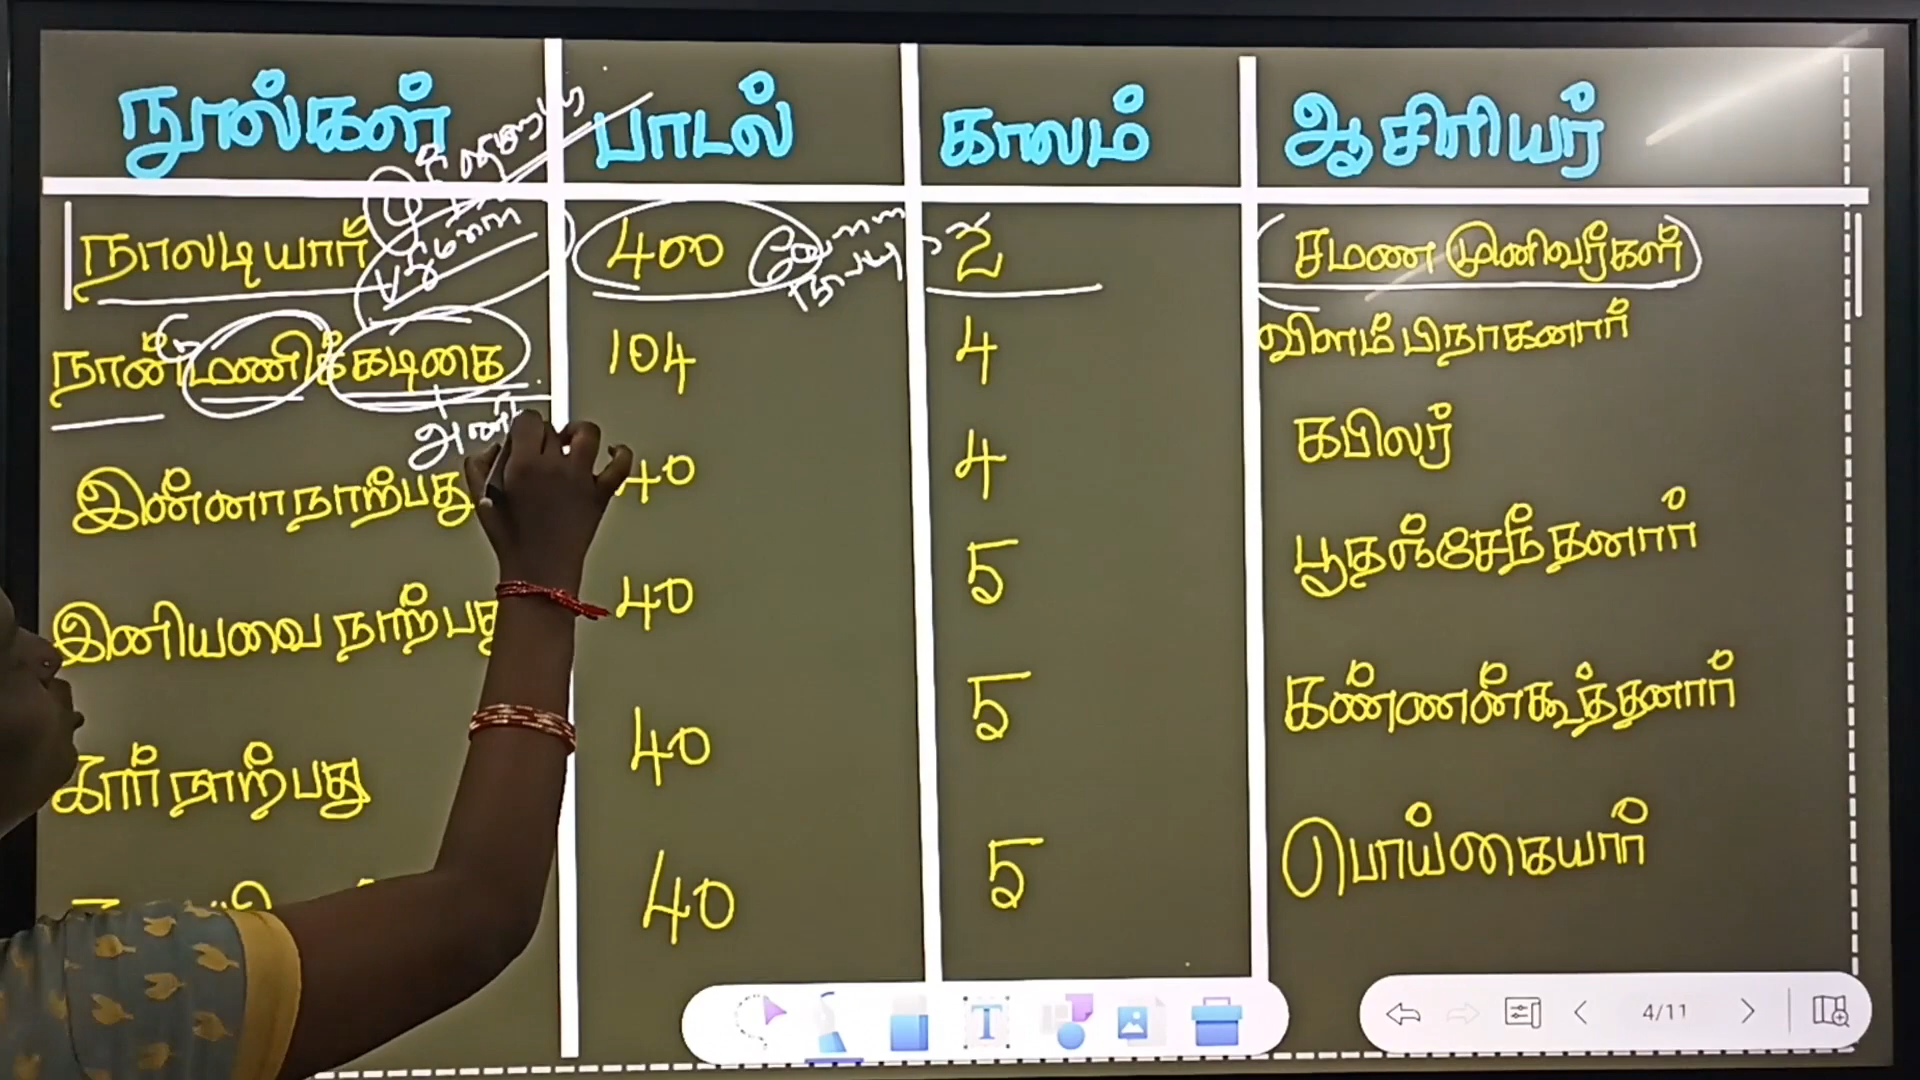 நூல்கள் பாடல் காலம் ஆசிரியர்
நாலடியார் 400 2 சமண முனிவர்கள்
நான்மணிக்கடிகை 104 4 விளம்பிநாகனார்
இன்னாநாற்பது 40 4 கபிலர்
இனியவை நாற்பது 40 5 பூதஞ்சேந்தனார்
கார்நாற்பது 40 5 கண்ணன்கூத்தனார்
40 5 பொய்கையார்
4/11